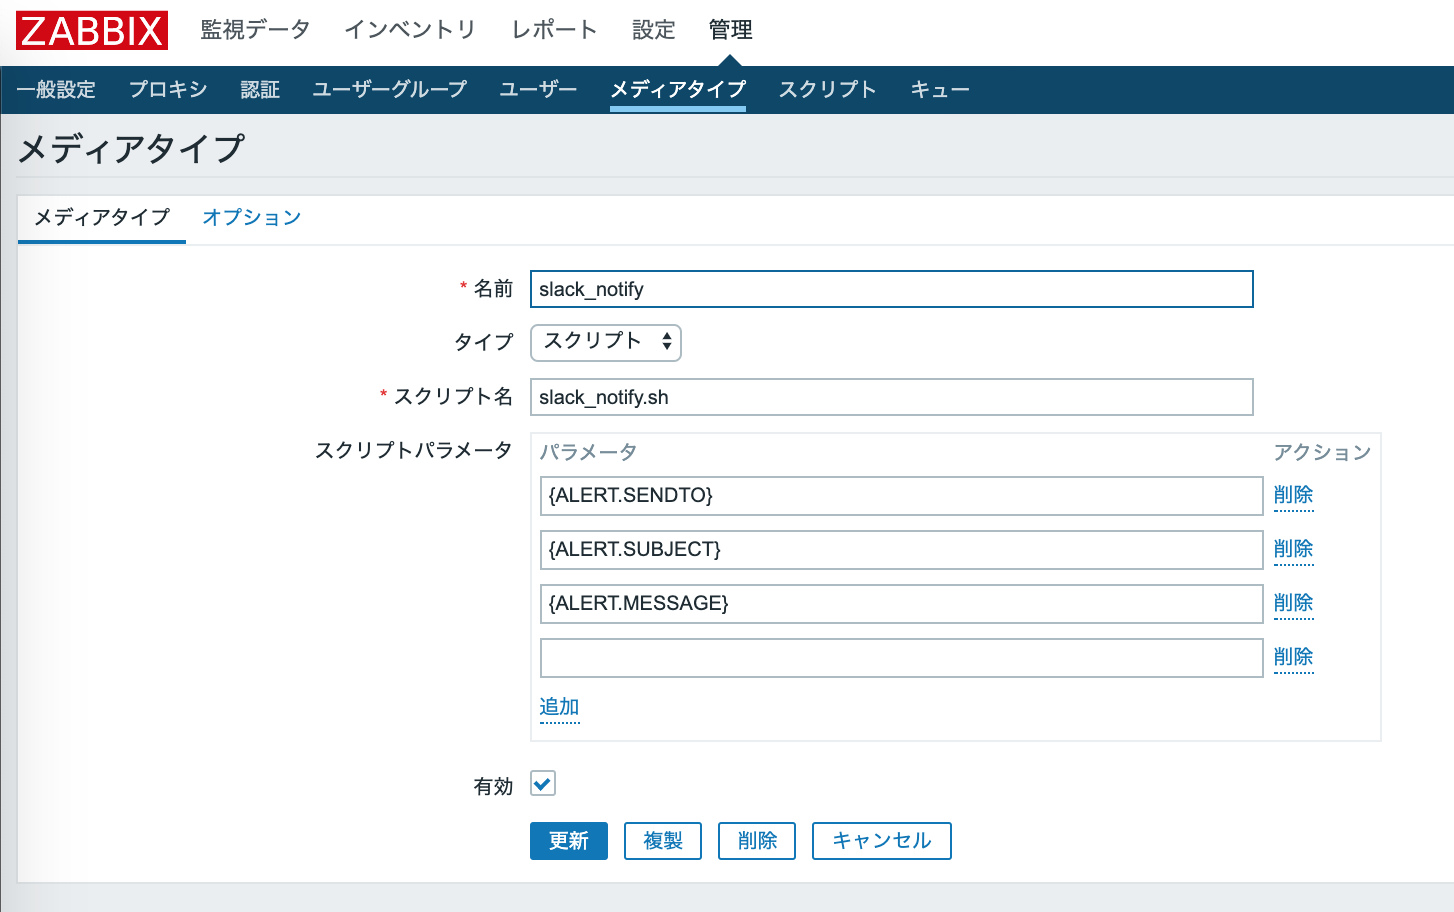 ZABBIX 監視データ インベントリ レポート 設定 管理
一般設定 プロキシ 認証 ユーザーグループ ユーザー メディアタイプ スクリプト キュー
メディアタイプ
メディアタイプ オプション
* 名前 slack_notify
タイプ スクリプト
* スクリプト名 slack_notify.sh
スクリプトパラメータ パラメータ アクション
{ALERT.SENDTO} 削除
{ALERT.SUBJECT} 削除
{ALERT.MESSAGE} 削除
削除
追加
有効
更新 複製 削除 キャンセル